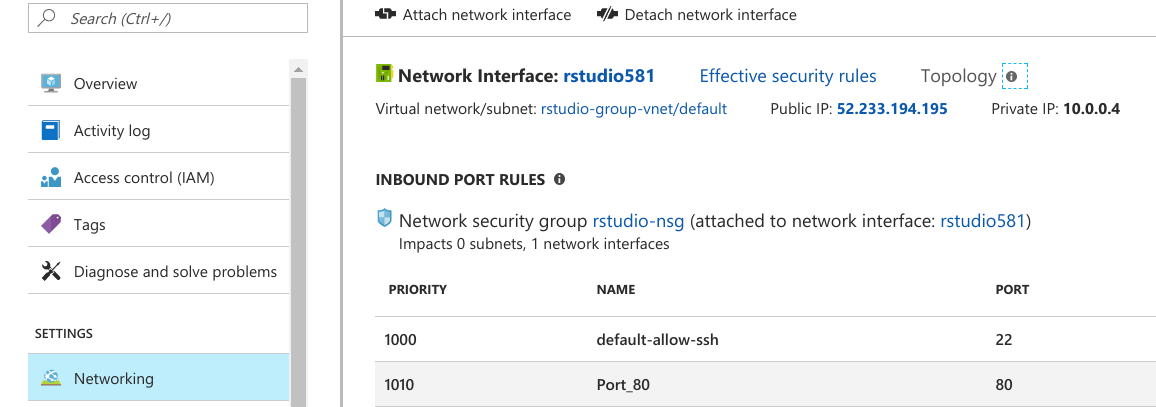 Search (Ctrl+/)
Overview
Activity log
Access control (IAM)
Tags
Diagnose and solve problems
SETTINGS
Networking
Attach network interface Detach network interface
Network Interface: rstudio581 Effective security rules Topology
Virtual network/subnet: rstudio-group-vnet/default Public IP: 52.233.194.195 Private IP: 10.0.0.4
INBOUND PORT RULES
Network security group rstudio-nsg (attached to network interface: rstudio581)
Impacts 0 subnets, 1 network interfaces
PRIORITY NAME PORT
1000 default-allow-ssh 22
1010 Port_80 80